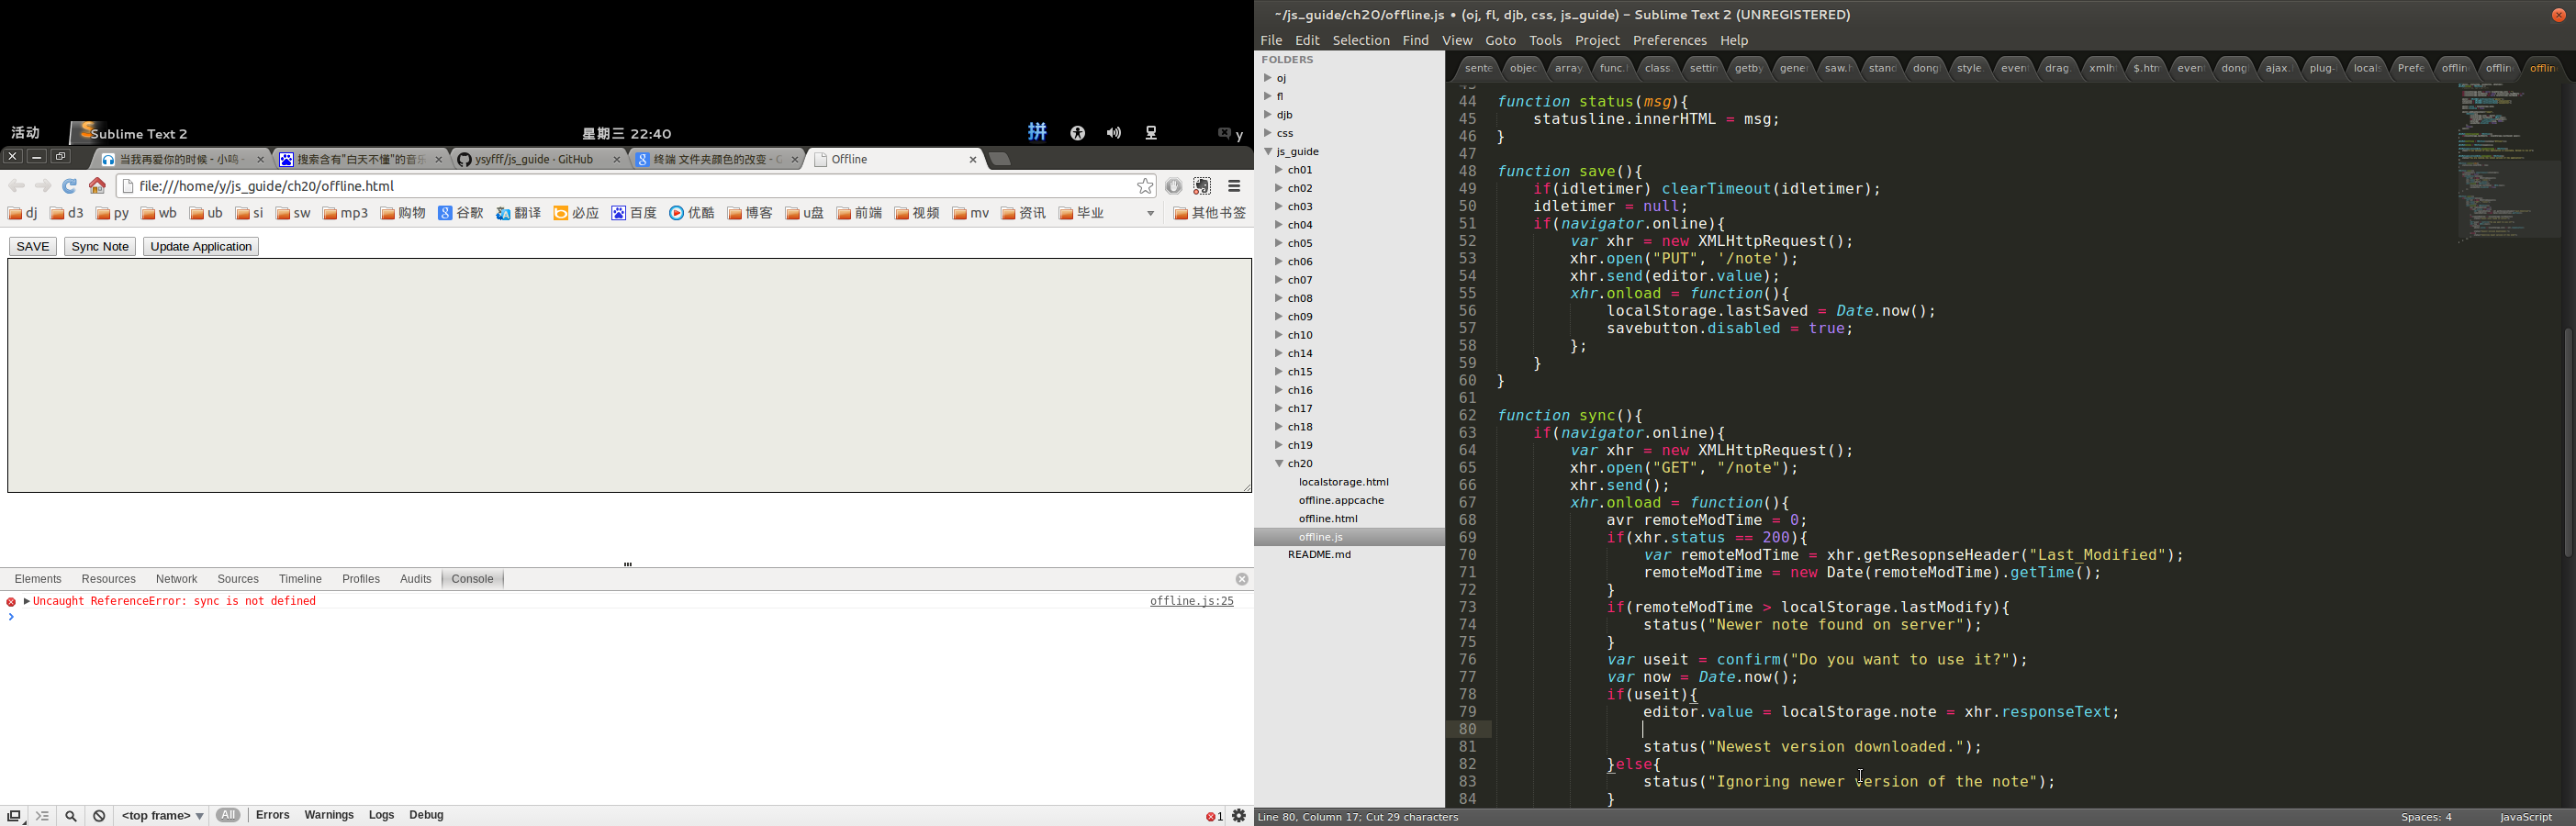 活动
Sublime Text 2
星期三 22:40
拼
y
当我再爱你的时候 - 小鸣 -
搜索含有"白天不懂"的音乐
ysyfff/js_guide · GitHub
终端 文件夹颜色的改变 - G
Offline
file:///home/y/js_guide/ch20/offline.html
dj
d3
py
wb
ub
si
sw
mp3
购物
谷歌
翻译
必应
百度
优酷
博客
u盘
前端
视频
mv
资讯
毕业
其他书签
SAVE
Sync Note
Update Application
Elements
Resources
Network
Sources
Timeline
Profiles
Audits
Console
Uncaught ReferenceError: sync is not defined
offline.js:25
<top frame>
All
Errors
Warnings
Logs
Debug
1
~/js_guide/ch20/offline.js • (oj, fl, djb, css, js_guide) – Sublime Text 2 (UNREGISTERED)
File Edit Selection Find View Goto Tools Project Preferences Help
FOLDERS
oj
fl
djb
css
js_guide
ch01
ch02
ch03
ch04
ch05
ch06
ch07
ch08
ch09
ch10
ch14
ch15
ch16
ch17
ch18
ch19
ch20
localstorage.html
offline.appcache
offline.html
offline.js
README.md
sente
objec
array
func.
class
settin
getby
gene
saw.
stand
dong
style.
even
drag.
xmlh
$.htn
even
dong
ajax.
plug-
locals
Prefe
offlin
offlin
offlin
44 function status(msg){
45 statusline.innerHTML = msg;
46 }
47
48 function save(){
49 if(idletimer) clearTimeout(idletimer);
50 idletimer = null;
51 if(navigator.online){
52 var xhr = new XMLHttpRequest();
53 xhr.open("PUT", '/note');
54 xhr.send(editor.value);
55 xhr.onload = function(){
56 localStorage.lastSaved = Date.now();
57 savebutton.disabled = true;
58 };
59 }
60 }
61
62 function sync(){
63 if(navigator.online){
64 var xhr = new XMLHttpRequest();
65 xhr.open("GET", "/note");
66 xhr.send();
67 xhr.onload = function(){
68 avr remoteModTime = 0;
69 if(xhr.status == 200){
70 var remoteModTime = xhr.getResopnseHeader("Last_Modified");
71 remoteModTime = new Date(remoteModTime).getTime();
72 }
73 if(remoteModTime > localStorage.lastModify){
74 status("Newer note found on server");
75 }
76 var useit = confirm("Do you want to use it?");
77 var now = Date.now();
78 if(useit){
79 editor.value = localStorage.note = xhr.responseText;
80
81 status("Newest version downloaded.");
82 }else{
83 status("Ignoring newer version of the note");
84 }
Line 80, Column 17; Cut 29 characters
Spaces: 4
JavaScript